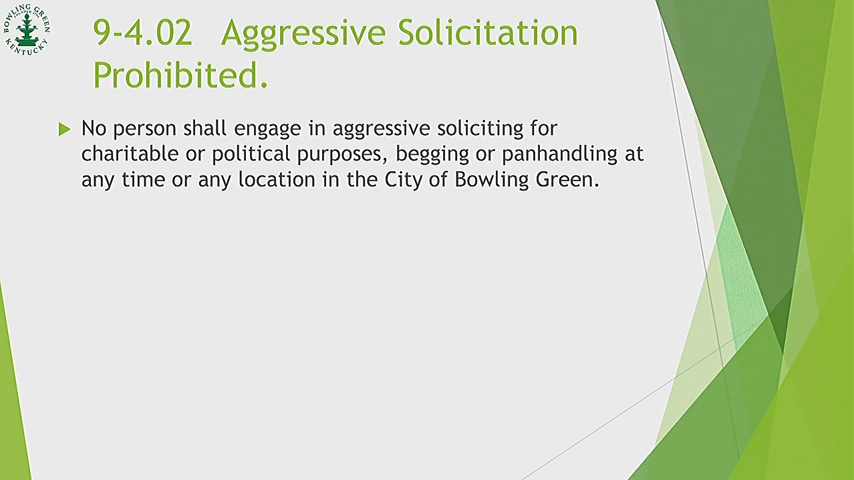 BOWLING GREEN
KENTUCKY
9-4.02 Aggressive Solicitation
Prohibited.
No person shall engage in aggressive soliciting for
charitable or political purposes, begging or panhandling at
any time or any location in the City of Bowling Green.